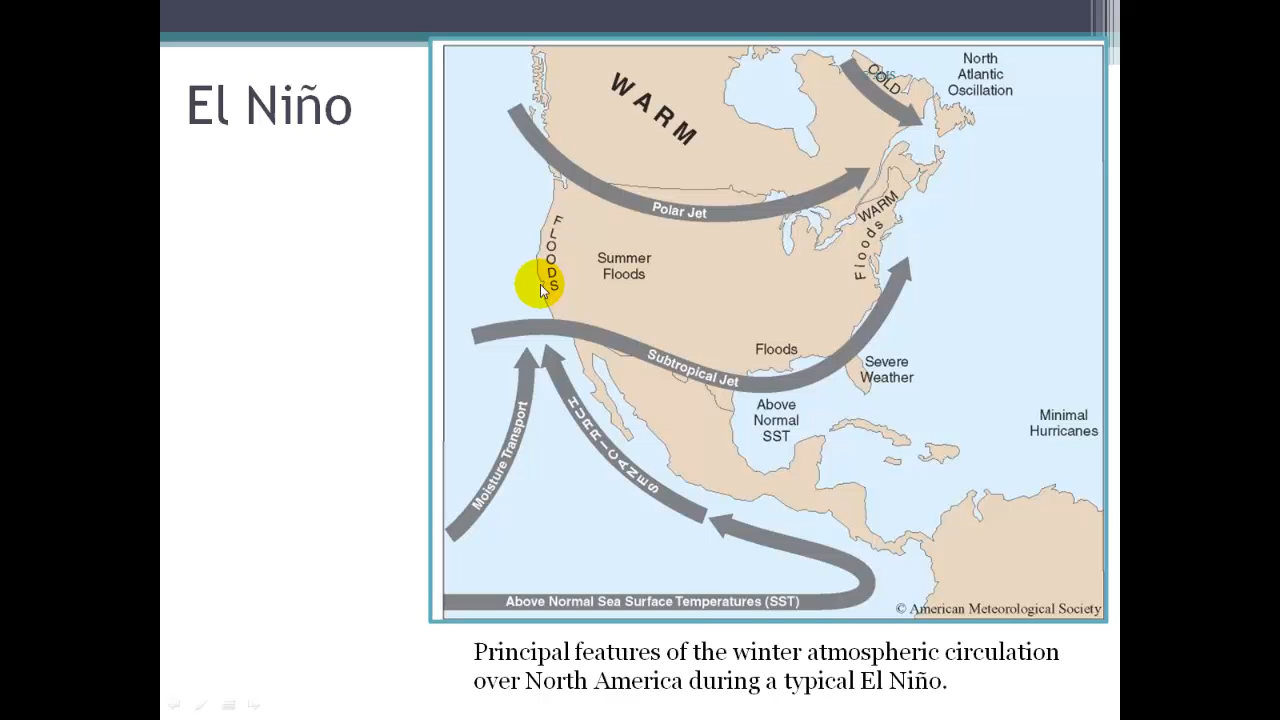 El Niño
North
Atlantic
Oscillation
COLD
WARM
Polar Jet
WARM
Floods
FLOODS
Summer
Floods
Subtropical Jet
Floods
Severe
Weather
Above
Normal
SST
Minimal
Hurricanes
Moisture Transport
HURRICANES
Above Normal Sea Surface Temperatures (SST)
© American Meteorological Society
Principal features of the winter atmospheric circulation
over North America during a typical El Niño.